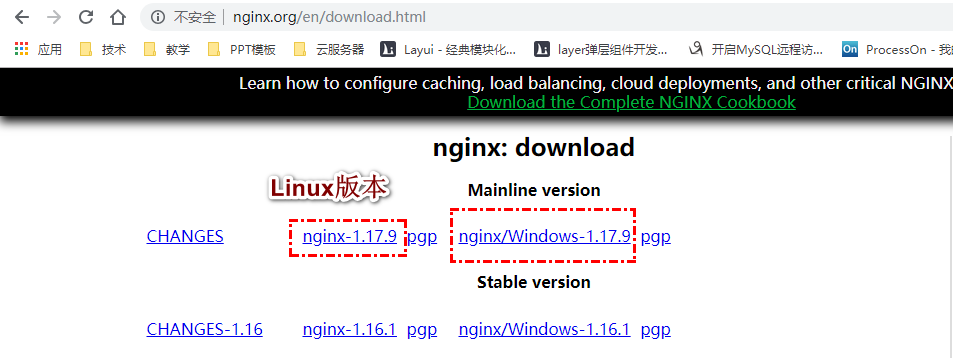 不安全 | nginx.org/en/download.html
应用 技术 教学 PPT模板 云服务器 Layui - 经典模块化... layer弹层组件开发... 开启MySQL远程访... On ProcessOn - 我
Learn how to configure caching, load balancing, cloud deployments, and other critical NGINX
Download the Complete NGINX Cookbook
nginx: download
Linux版本
Mainline version
CHANGES nginx-1.17.9 pgp nginx/Windows-1.17.9 pgp
Stable version
CHANGES-1.16 nginx-1.16.1 pgp nginx/Windows-1.16.1 pgp